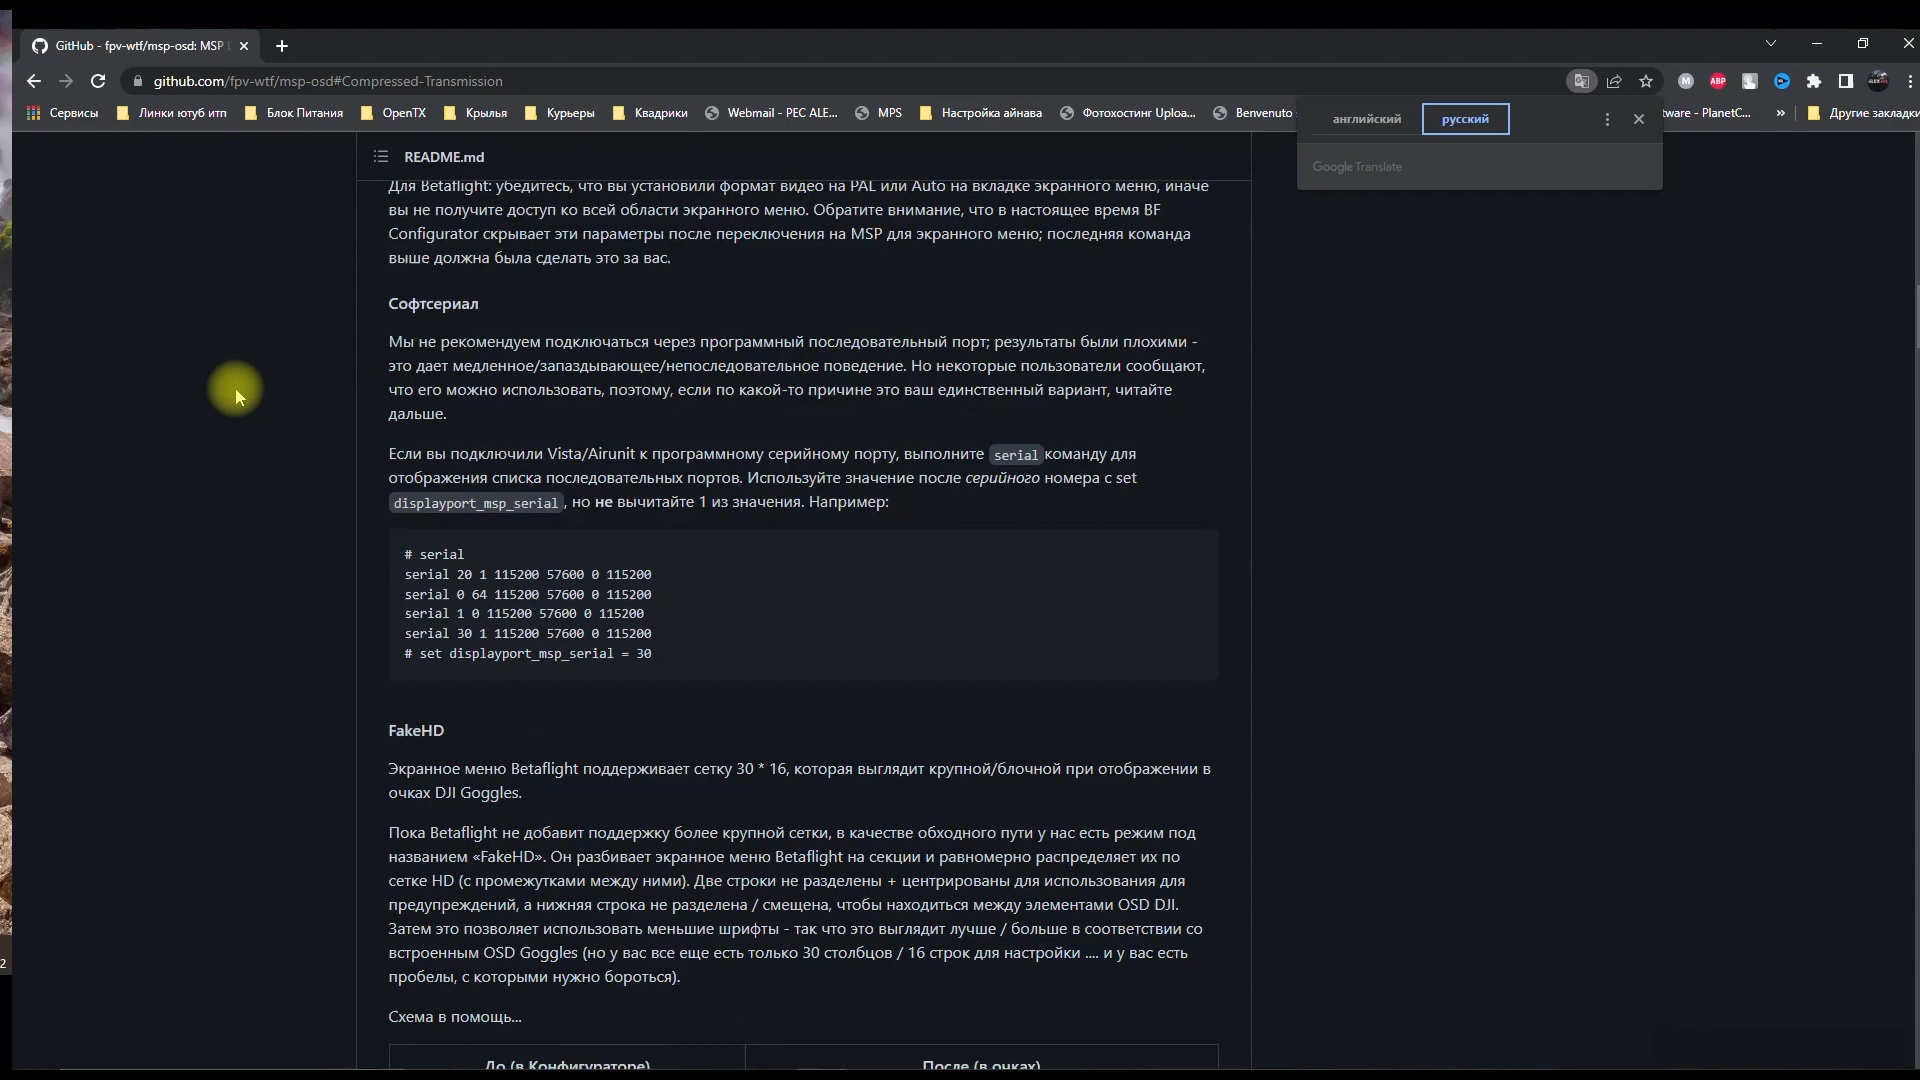 GitHub - fpv-wtf/msp-osd: MSP
github.com/fpv-wtf/msp-osd#Compressed-Transmission
ABP
Сервисы Линки ютуб итп Блок Питания OpenTX Крылья Курьеры Квадрики Webmail - PEC ALE... MPS Настройка айнава Фотохостинг Uploa... Benvenuto tware - PlanetC... » Другие закладки
английский русский
Google Translate
README.md
Для Betaflight: убедитесь, что вы установили формат видео на PAL или Auto на вкладке экранного меню, иначе
вы не получите доступ ко всей области экранного меню. Обратите внимание, что в настоящее время BF
Configurator скрывает эти параметры после переключения на MSP для экранного меню; последняя команда
выше должна была сделать это за вас.
Софтсериал
Мы не рекомендуем подключаться через программный последовательный порт; результаты были плохими -
это дает медленное/запаздывающее/непоследовательное поведение. Но некоторые пользователи сообщают,
что его можно использовать, поэтому, если по какой-то причине это ваш единственный вариант, читайте
дальше.
Если вы подключили Vista/Airunit к программному серийному порту, выполните serial команду для
отображения списка последовательных портов. Используйте значение после серийного номера с set
displayport_msp_serial , но не вычитайте 1 из значения. Например:
# serial
serial 20 1 115200 57600 0 115200
serial 0 64 115200 57600 0 115200
serial 1 0 115200 57600 0 115200
serial 30 1 115200 57600 0 115200
# set displayport_msp_serial = 30
FakeHD
Экранное меню Betaflight поддерживает сетку 30 * 16, которая выглядит крупной/блочной при отображении в
очках DJI Goggles.
Пока Betaflight не добавит поддержку более крупной сетки, в качестве обходного пути у нас есть режим под
названием «FakeHD». Он разбивает экранное меню Betaflight на секции и равномерно распределяет их по
сетке HD (с промежутками между ними). Две строки не разделены + центрированы для использования для
предупреждений, а нижняя строка не разделена / смещена, чтобы находиться между элементами OSD DJI.
Затем это позволяет использовать меньшие шрифты - так что это выглядит лучше / больше в соответствии со
встроенным OSD Goggles (но у вас все еще есть только 30 столбцов / 16 строк для настройки .... и у вас есть
пробелы, с которыми нужно бороться).
Схема в помощь...
До (в Конфигураторе) После (в очках)
2